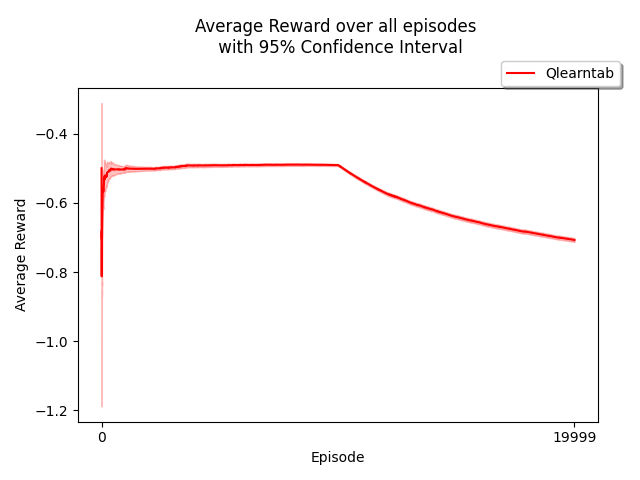 Average Reward over all episodes
with 95% Confidence Interval
Qlearntab
−0.4
−0.6
−0.8
−1.0
−1.2
Average Reward
0
19999
Episode